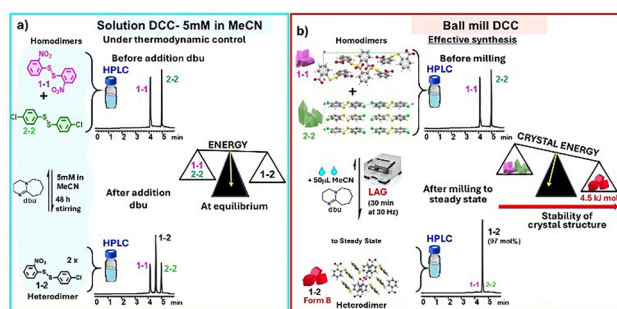 a) Solution DCC- 5mM in MeCN
Under thermodynamic control
Homodimers
Before addition dbu
NO₂
S
S
1-1
NO₂
+
Cl
S
S
2-2
Cl
HPLC
1-1
2-2
0 1 2 3 4 5 min
5mM in
MeCN
48 h
stirring
dbu
After addition
dbu
ENERGY
1-1
2-2
1-2
At equilibrium
HPLC
1-2
1-1
2-2
0 1 2 3 4 5 min
NO₃
2 x
S
S
1-2
Cl
Heterodimer
b) Ball mill DCC
Effective synthesis
Homodimers
Before milling
1-1
+
2-2
HPLC
1-1
2-2
0 1 2 3 4 5 min
+ 50µL MeCN
dbu
LAG
(30 min
at 30 Hz)
After milling to
steady state
CRYSTAL ENERGY
4.5 kJ mol
Stability of
crystal structure
to Steady State
HPLC
1-2
(97 mol%)
1-1
2-2
0 1 2 3 4 5 min
1-2
Form B
Heterodimer